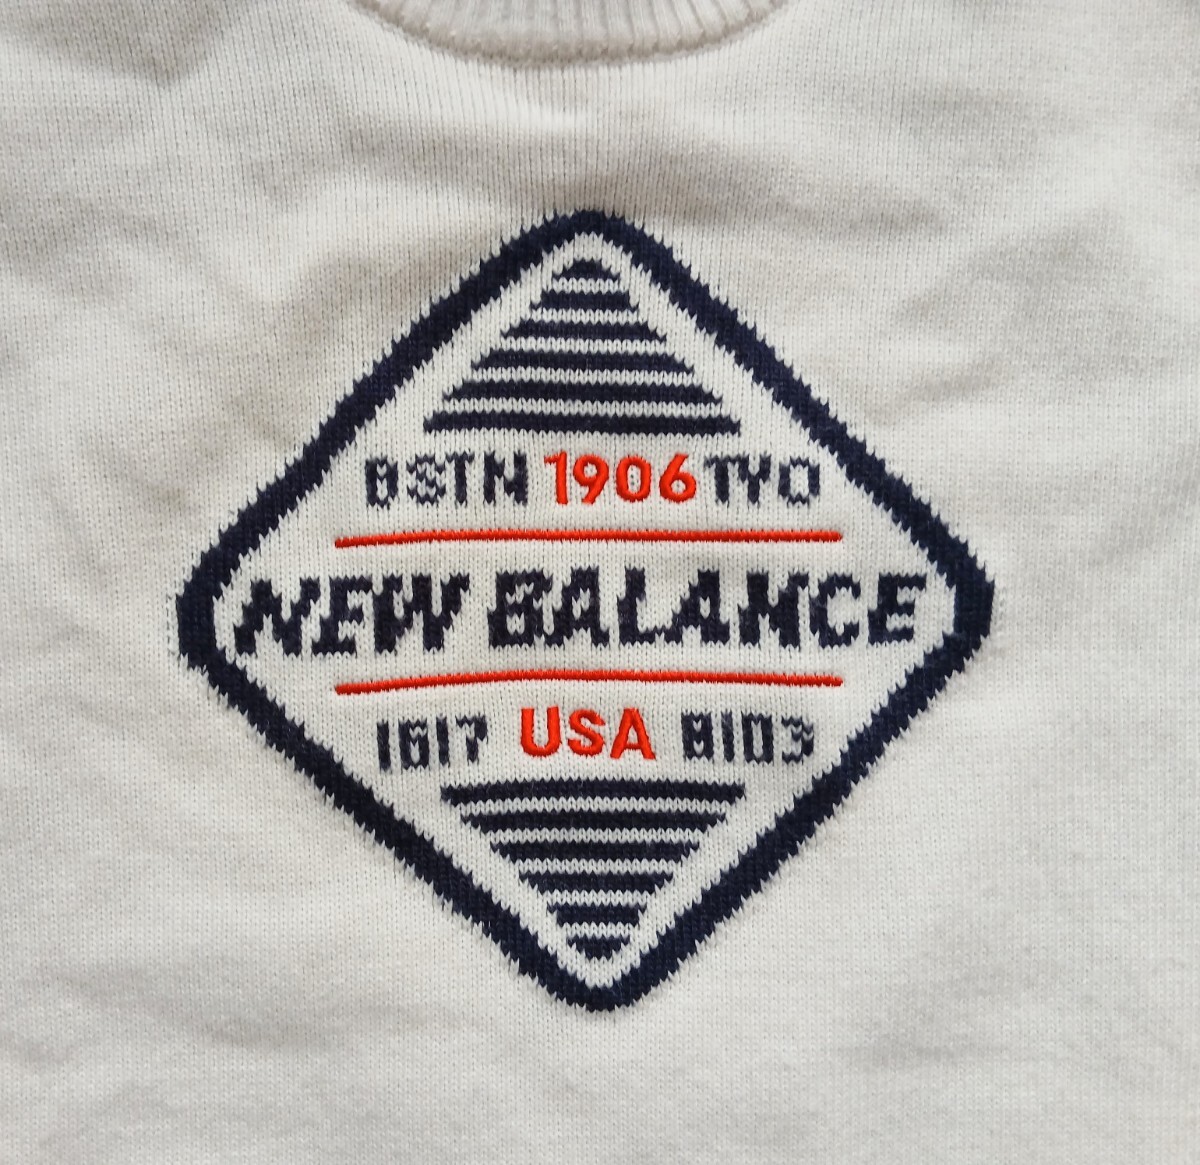 BSTN 1906 TYO
NEW BALANCE
1617 USA 8103